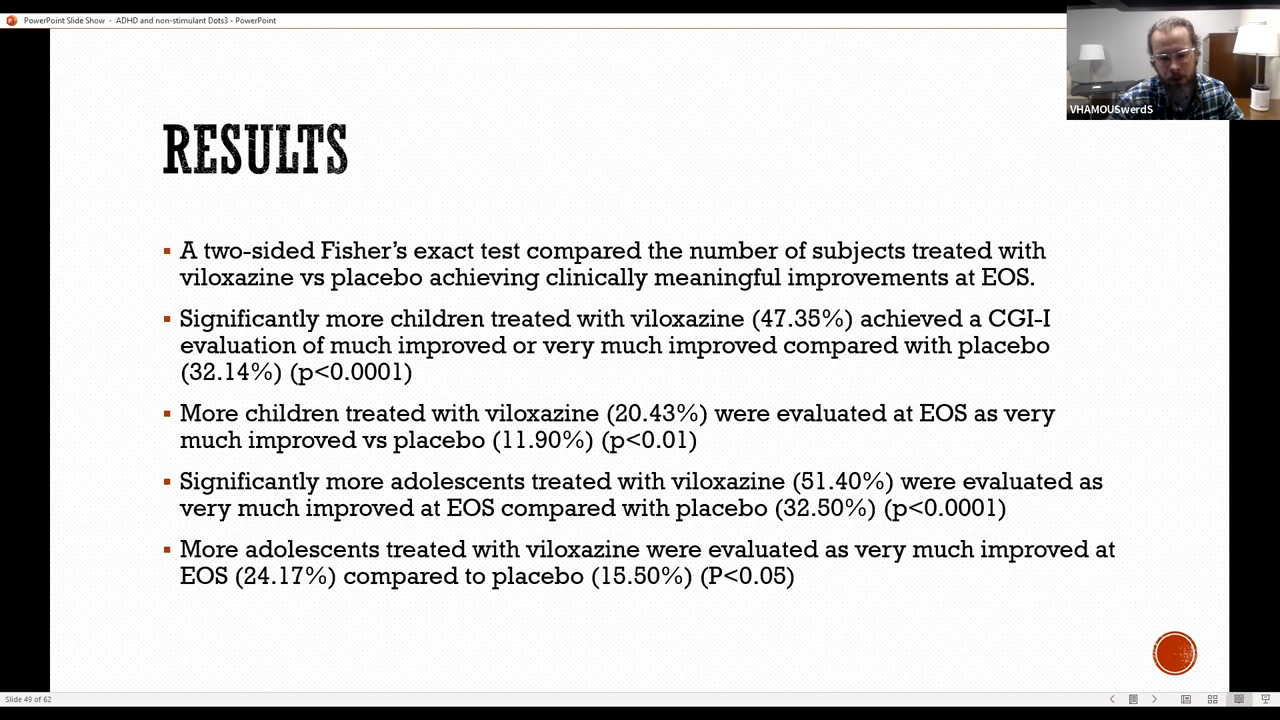 PowerPoint Slide Show - ADHD and non-stimulant Dots3 - PowerPoint
VHAMOUSwerdS
RESULTS
A two-sided Fisher's exact test compared the number of subjects treated with
viloxazine vs placebo achieving clinically meaningful improvements at EOS.
Significantly more children treated with viloxazine (47.35%) achieved a CGI-I
evaluation of much improved or very much improved compared with placebo
(32.14%) (p<0.0001)
More children treated with viloxazine (20.43%) were evaluated at EOS as very
much improved vs placebo (11.90%) (p<0.01)
Significantly more adolescents treated with viloxazine (51.40%) were evaluated as
very much improved at EOS compared with placebo (32.50%) (p<0.0001)
More adolescents treated with viloxazine were evaluated as very much improved at
EOS (24.17%) compared to placebo (15.50%) (P<0.05)
Slide 49 of 62